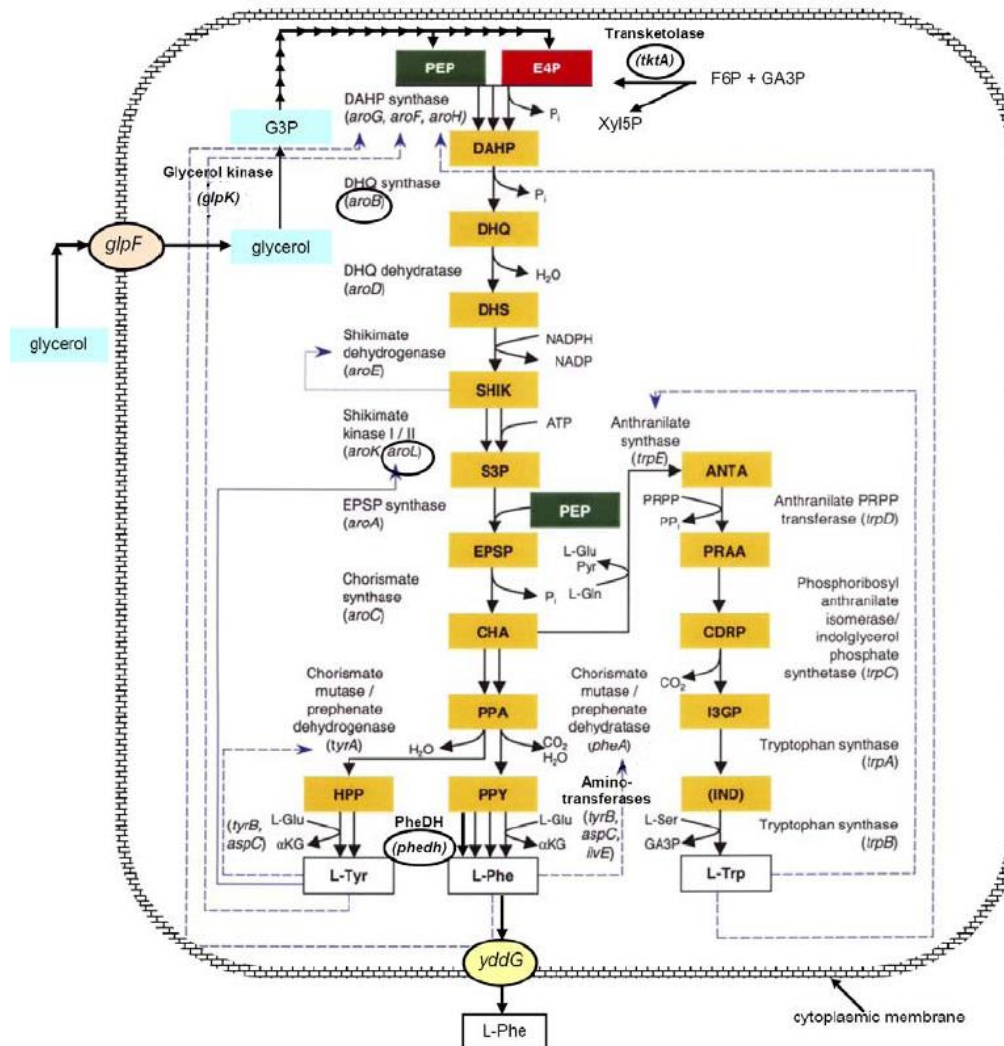 Transketolase
(tktA)
PEP
E4P
F6P + GA3P
Xyl5P
DAHP synthase
(aroG, aroF, aroH)
Pi
G3P
DAHP
Glycerol kinase
(glpK)
DHQ synthase
(aroB)
Pi
glpF
glycerol
DHQ
glycerol
DHQ dehydratase
(aroD)
H2O
DHS
Shikimate
dehydrogenase
(aroE)
NADPH
NADP
SHIK
Shikimate
kinase I / II
(aroK, aroL)
ATP
S3P
Anthranilate
synthase
(trpE)
ANTA
EPSP synthase
(aroA)
PEP
PRPP
PPi
Anthranilate PRPP
transferase (trpD)
EPSP
L-Glu
Pyr
L-Gln
PRAA
Chorismate
synthase
(aroC)
Pi
Phosphoribosyl
anthranilate
isomerase/
indolglycerol
phosphate
synthetase (trpC)
CHA
CDRP
CO2
Chorismate
mutase /
prephenate
dehydrogenase
(tyrA)
PPA
Chorismate
mutase /
prephenate
dehydratase
(pheA)
I3GP
H2O
CO2
H2O
Tryptophan synthase
(trpA)
HPP
PPY
Amino-
transferases
(tyrB,
aspC,
ilvE)
(IND)
L-Glu
αKG
(tyrB,
aspC)
PheDH
(phedh)
L-Glu
αKG
L-Ser
GA3P
Tryptophan synthase
(trpB)
L-Tyr
L-Phe
L-Trp
yddG
cytoplasmic membrane
L-Phe